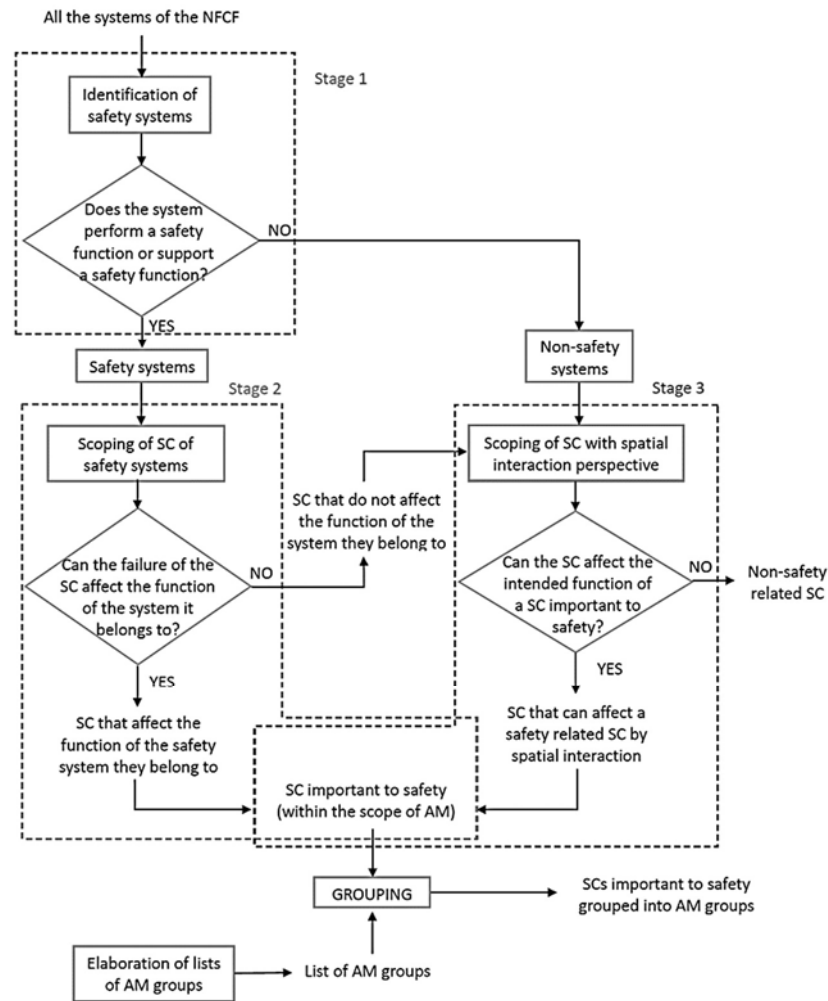 All the systems of the NFCF
Stage 1
Identification of
safety systems
Does the system
perform a safety
function or support
a safety function?
NO
YES
Safety systems
Non-safety
systems
Stage 2
Stage 3
Scoping of SC of
safety systems
Scoping of SC with spatial
interaction perspective
SC that do not affect
the function of the
system they belong to
Can the failure of the
SC affect the function
of the system it
belongs to?
NO
Can the SC affect the
intended function of
a SC important to
safety?
NO
Non-safety
related SC
YES
YES
SC that affect the
function of the safety
system they belong to
SC that can affect a
safety related SC by
spatial interaction
SC important to safety
(within the scope of AM)
GROUPING
SCs important to safety
grouped into AM groups
Elaboration of lists
of AM groups
List of AM groups